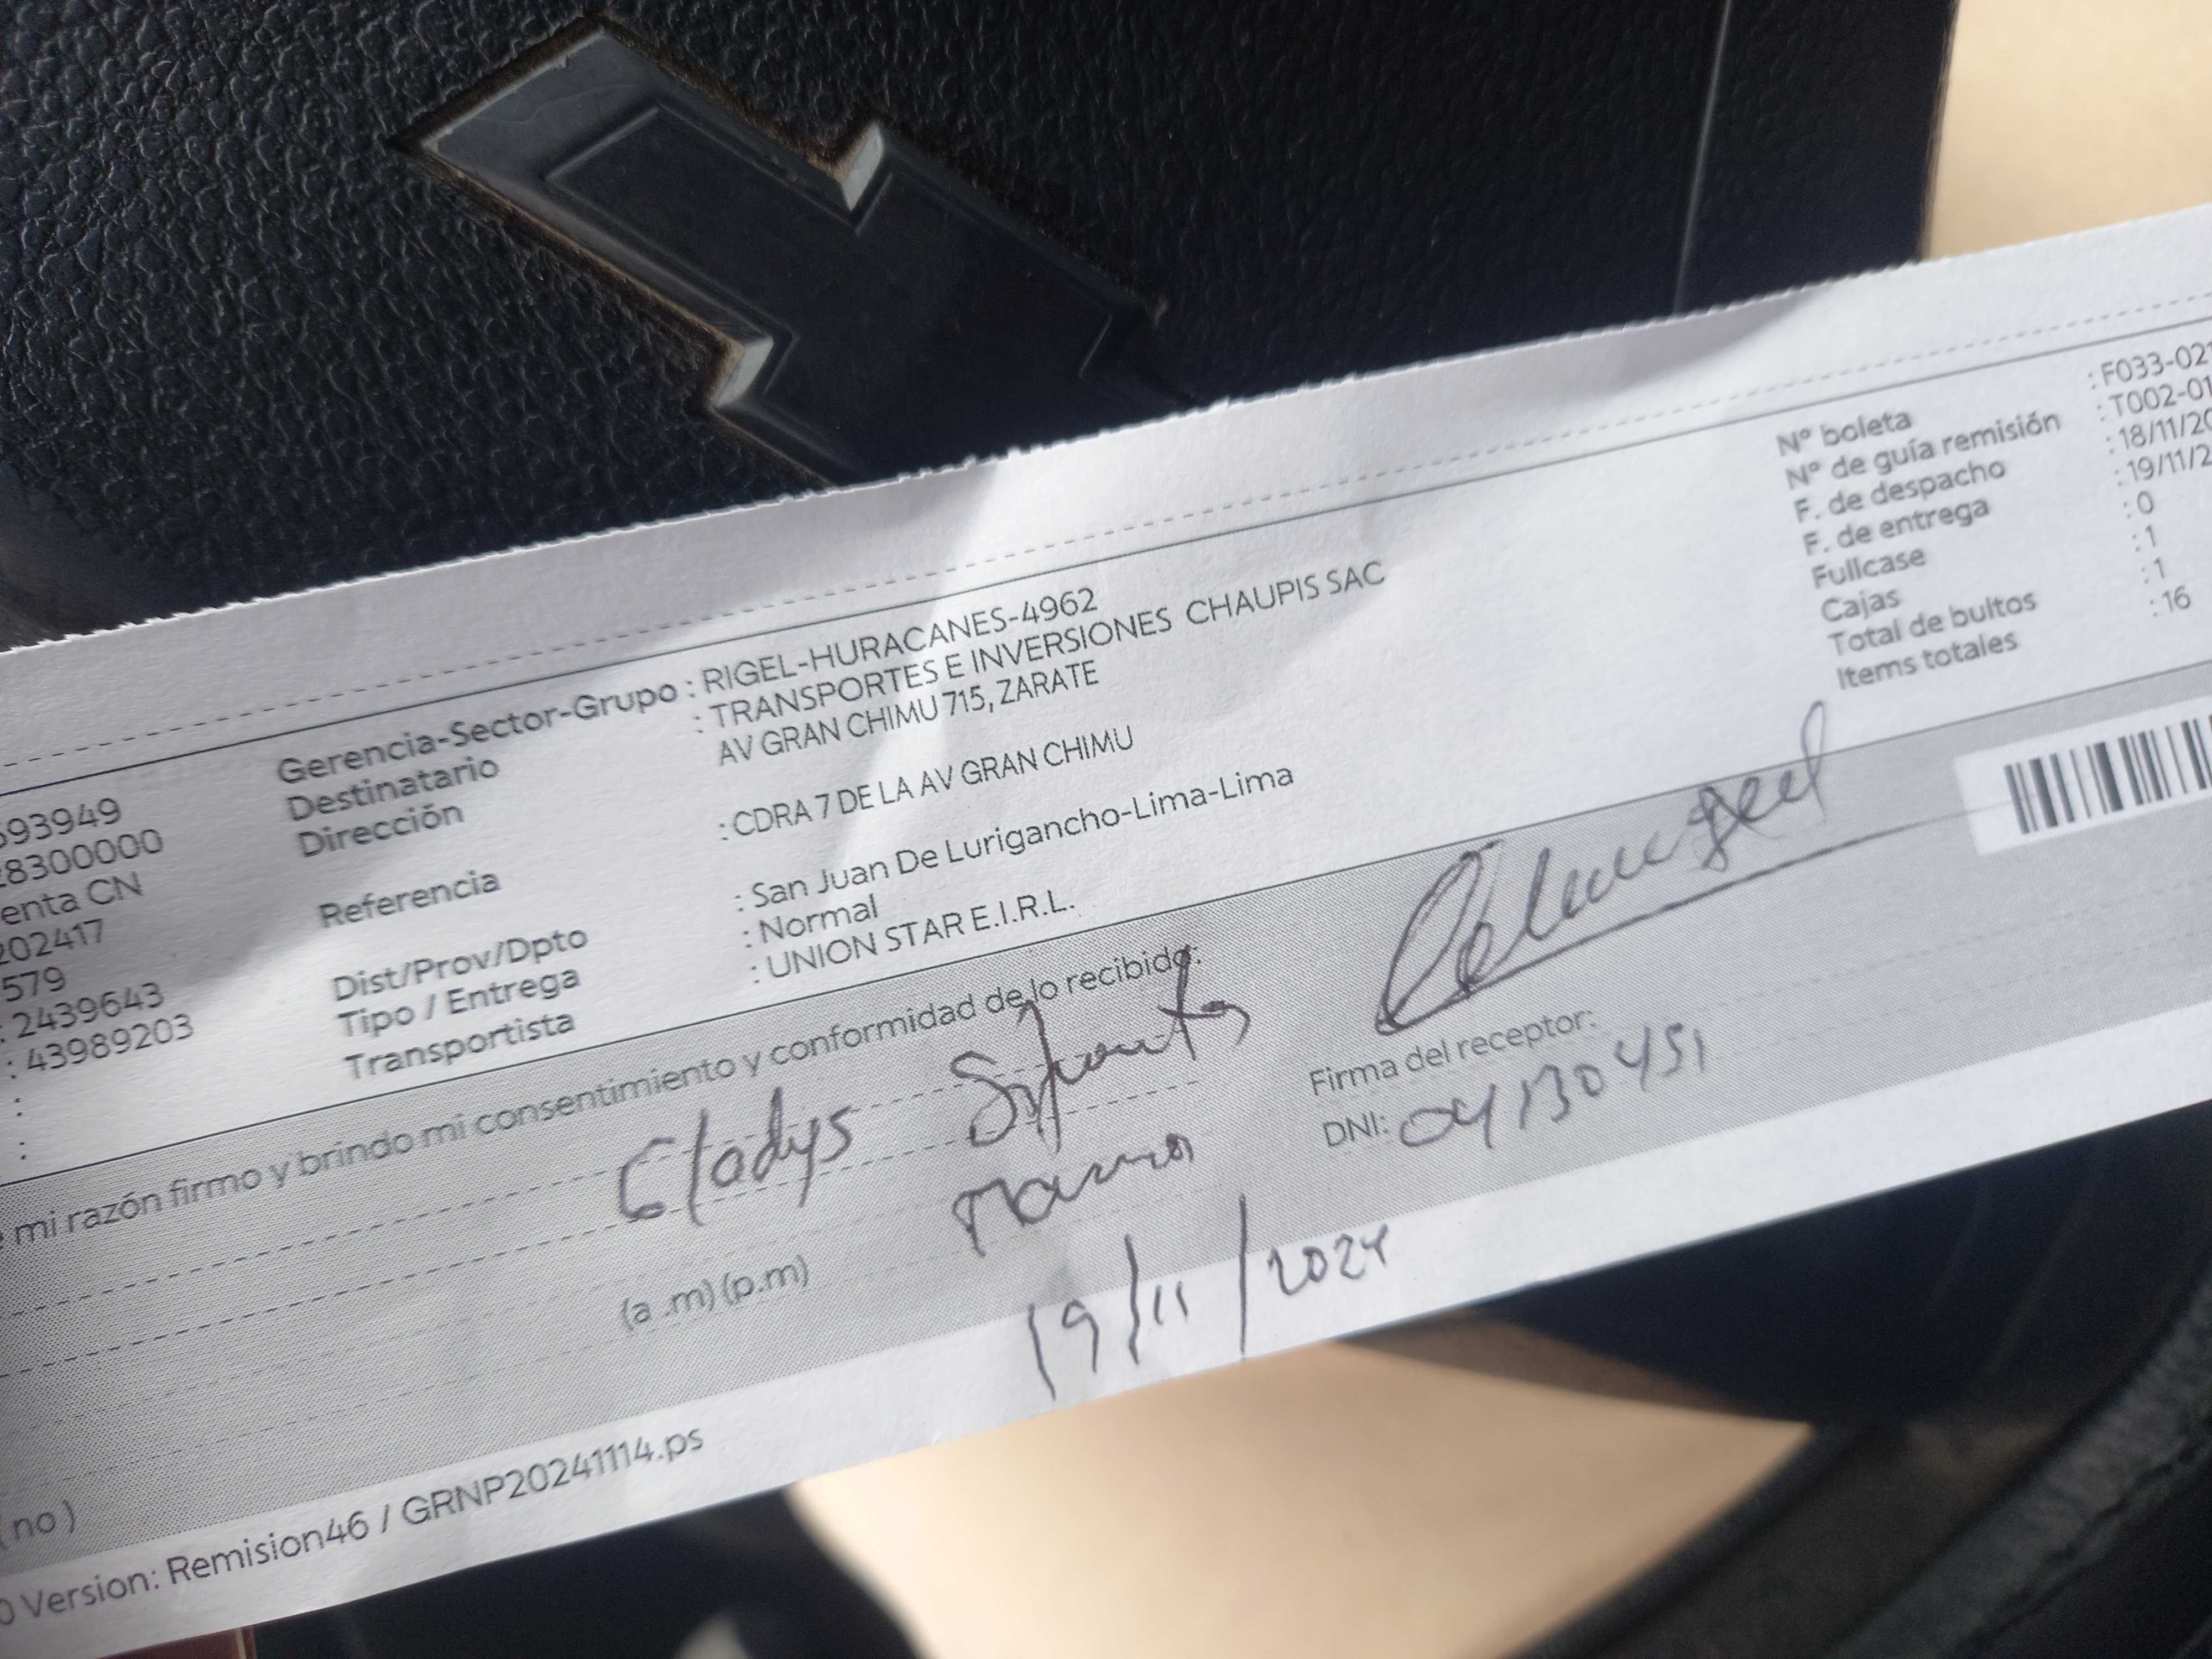 Gerencia-Sector-Grupo : RIGEL-HURACANES-4962
Destinatario : TRANSPORTES E INVERSIONES CHAUPIS SAC
Dirección AV GRAN CHIMU 715, ZARATE
Referencia : CDRA 7 DE LA AV GRAN CHIMU
Dist/Prov/Dpto : San Juan De Lurigancho-Lima-Lima
Tipo / Entrega : Normal
Transportista : UNION STAR E.I.R.L.
593949
28300000
enta CN
202417
579
: 2439643
: 43989203
:
:
Nº boleta : F033-021
Nº de guía remisión : T002-01
F. de despacho : 18/11/20
F. de entrega : 19/11/2
Fullcase : 0
Cajas : 1
Total de bultos : 1
Items totales : 16
mi razón firmo y brindo mi consentimiento y conformidad de lo recibido:
Gladys
mama
(a .m) (p.m)
19/11/2024
Firma del receptor:
DNI: 04130451
(no)
0 Version: Remision46 / GRNP20241114.ps